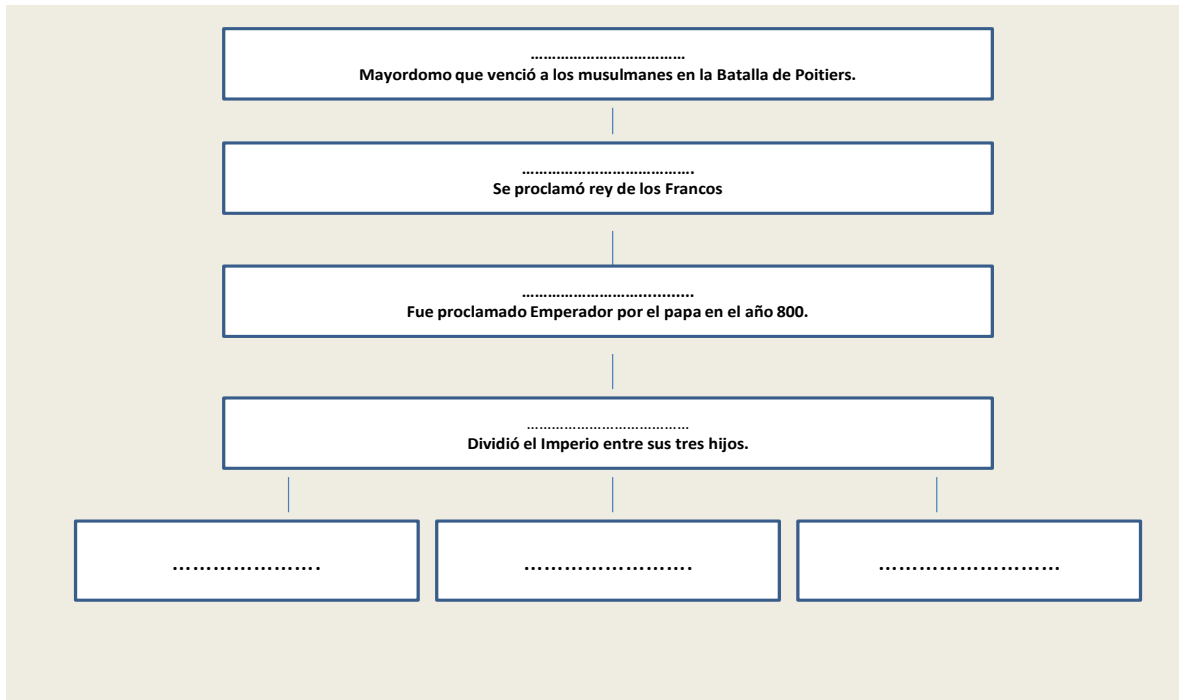 ………………………………
Mayordomo que venció a los musulmanes en la Batalla de Poitiers.
………………………………….
Se proclamó rey de los Francos
………………………...........
Fue proclamado Emperador por el papa en el año 800.
…………………………………
Dividió el Imperio entre sus tres hijos.
…………………. ……………………. ………………………